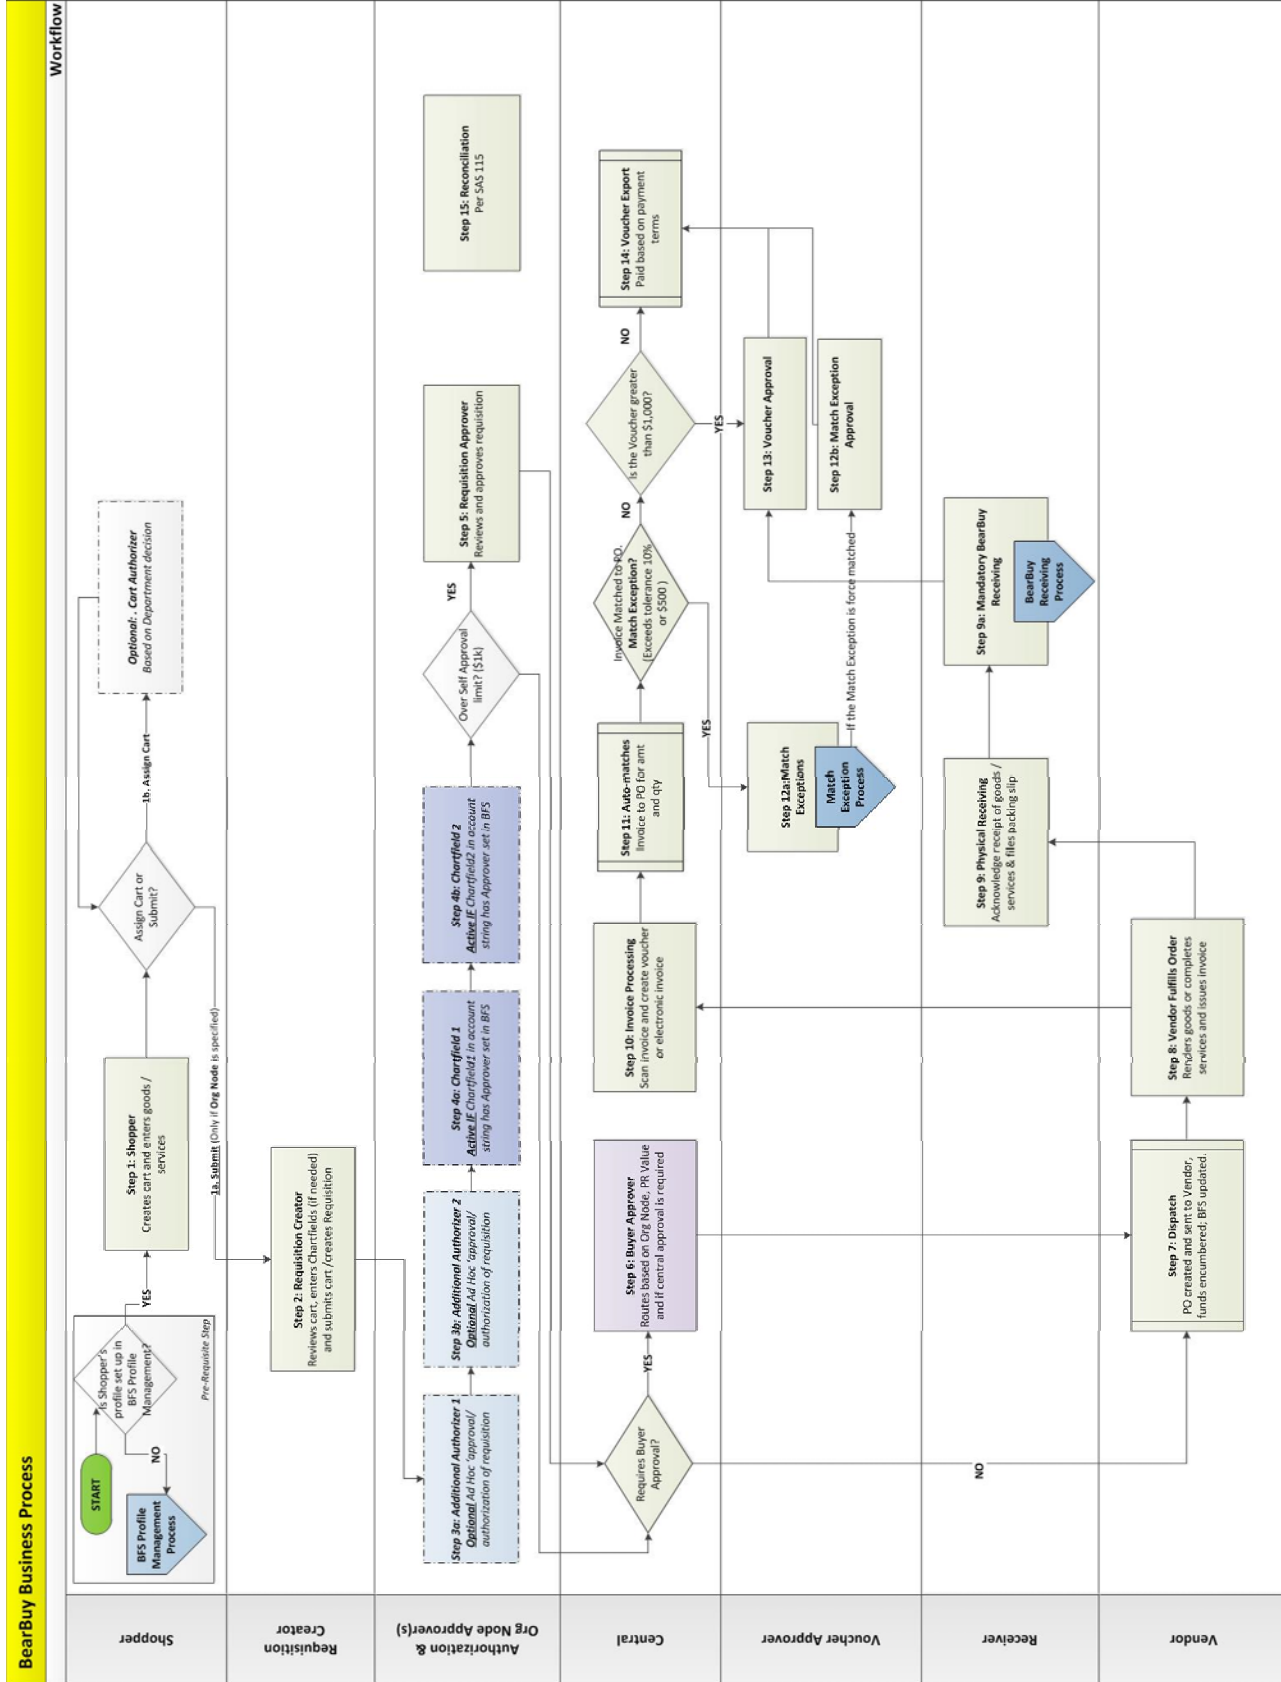 BearBuy Business Process
Workflow
Shopper
START
Is Shopper's
profile set up in
BFS Profile
Management?
NO
BFS Profile
Management
Process
Pre-Requisite Step
YES
Step 1: Shopper
Creates cart and enters goods /
services
Assign Cart or
Submit?
1b. Assign Cart
Optional: . Cart Authorizer
Based on Department decision
1a. Submit (Only if Org Node is specified)
Requisition
Creator
Step 2: Requisition Creator
Reviews cart, enters Chartfields (if needed)
and submits cart /creates Requisition
Authorization &
Org Node Approver(s)
Step 3a: Additional Authorizer 1
Optional Ad Hoc 'approval/
authorization of requisition
Step 3b: Additional Authorizer 2
Optional Ad Hoc 'approval/
authorization of requisition
Step 4a: Chartfield 1
Active IF Chartfield1 in account
string has Approver set in BFS
Step 4b: Chartfield 2
Active IF Chartfield2 in account
string has Approver set in BFS
Over Self Approval
limit? ($1k)
YES
Step 5: Requisition Approver
Reviews and approves requisition
Step 15: Reconciliation
Per SAS 115
Central
Requires Buyer
Approval?
YES
NO
Step 6: Buyer Approver
Routes based on Org Node, PR Value
and if central approval is required
Step 10: Invoice Processing
Scan invoice and create voucher
or electronic invoice
Step 11: Auto-matches
Invoice to PO for amt
and qty
Invoice Matched to PO.
Match Exception?
(Exceeds tolerance 10%
or $500 )
YES
NO
Is the Voucher greater
than $1,000?
YES
NO
Step 14: Voucher Export
Paid based on payment
terms
Voucher Approver
Step 12a:Match
Exceptions
Match
Exception
Process
If the Match Exception is force matched
Step 13: Voucher Approval
Step 12b: Match Exception
Approval
Receiver
Step 9: Physical Receiving
Acknowledge receipt of goods /
services & files packing slip
Step 9a: Mandatory BearBuy
Receiving
BearBuy
Receiving
Process
Vendor
Step 7: Dispatch
PO created and sent to Vendor,
funds encumbered; BFS updated.
Step 8: Vendor Fulfills Order
Renders goods or completes
services and issues invoice